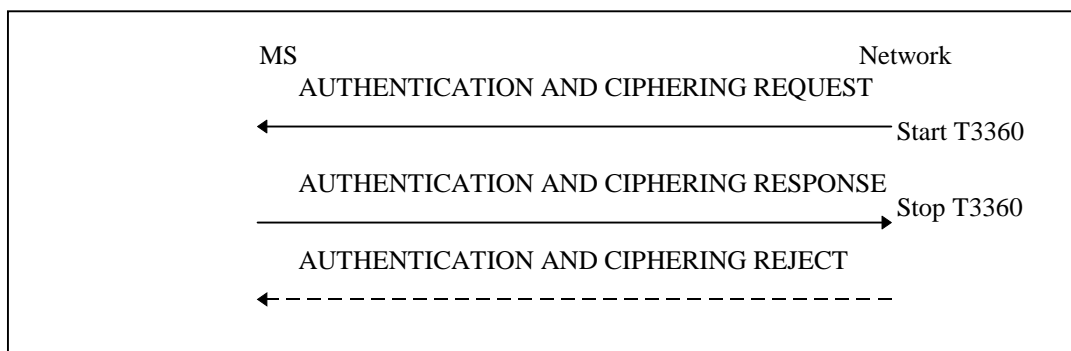 MS Network
AUTHENTICATION AND CIPHERING REQUEST
Start T3360
AUTHENTICATION AND CIPHERING RESPONSE
Stop T3360
AUTHENTICATION AND CIPHERING REJECT